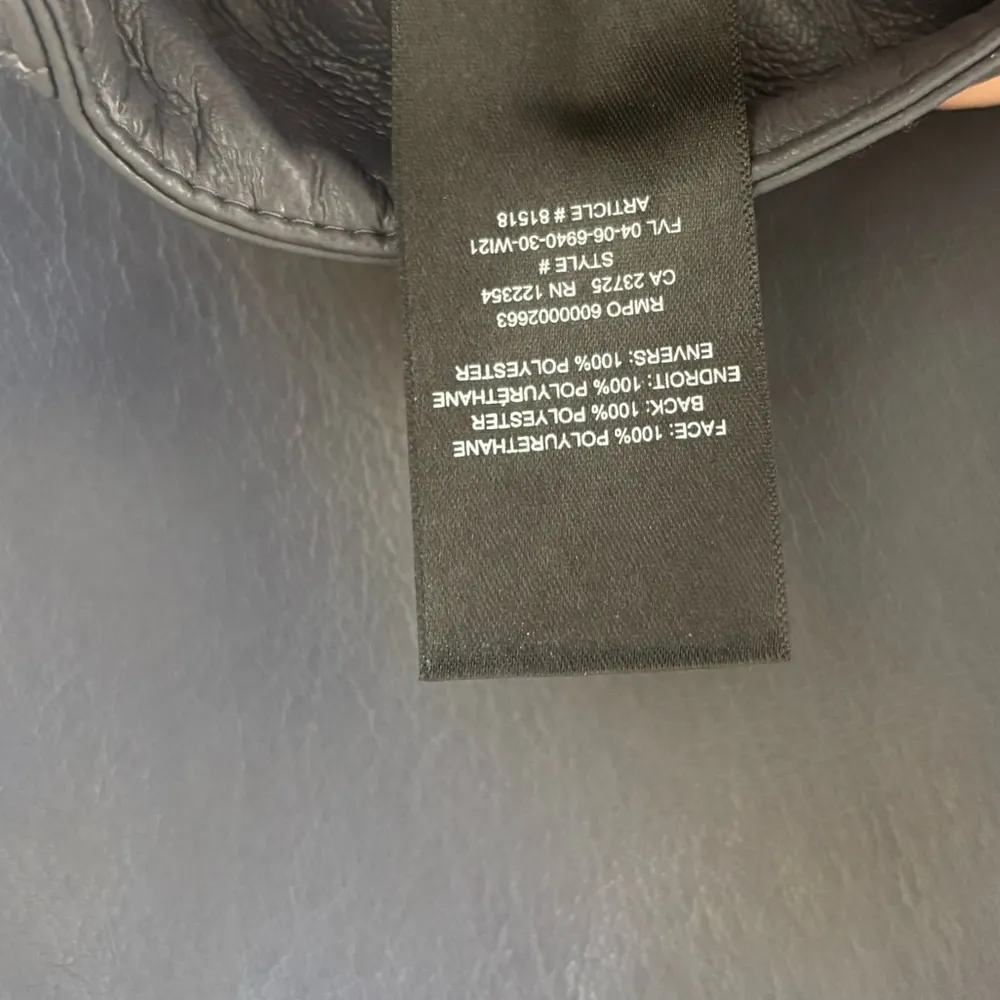 FACE: 100% POLYURETHANE
BACK: 100% POLYESTER
ENDROIT: 100% POLYURÉTHANE
ENVERS: 100% POLYESTER
RMPO 6000002663
CA 23725 RN 122354
STYLE #
FVL 04-06-6940-30-WI21
ARTICLE # 81518